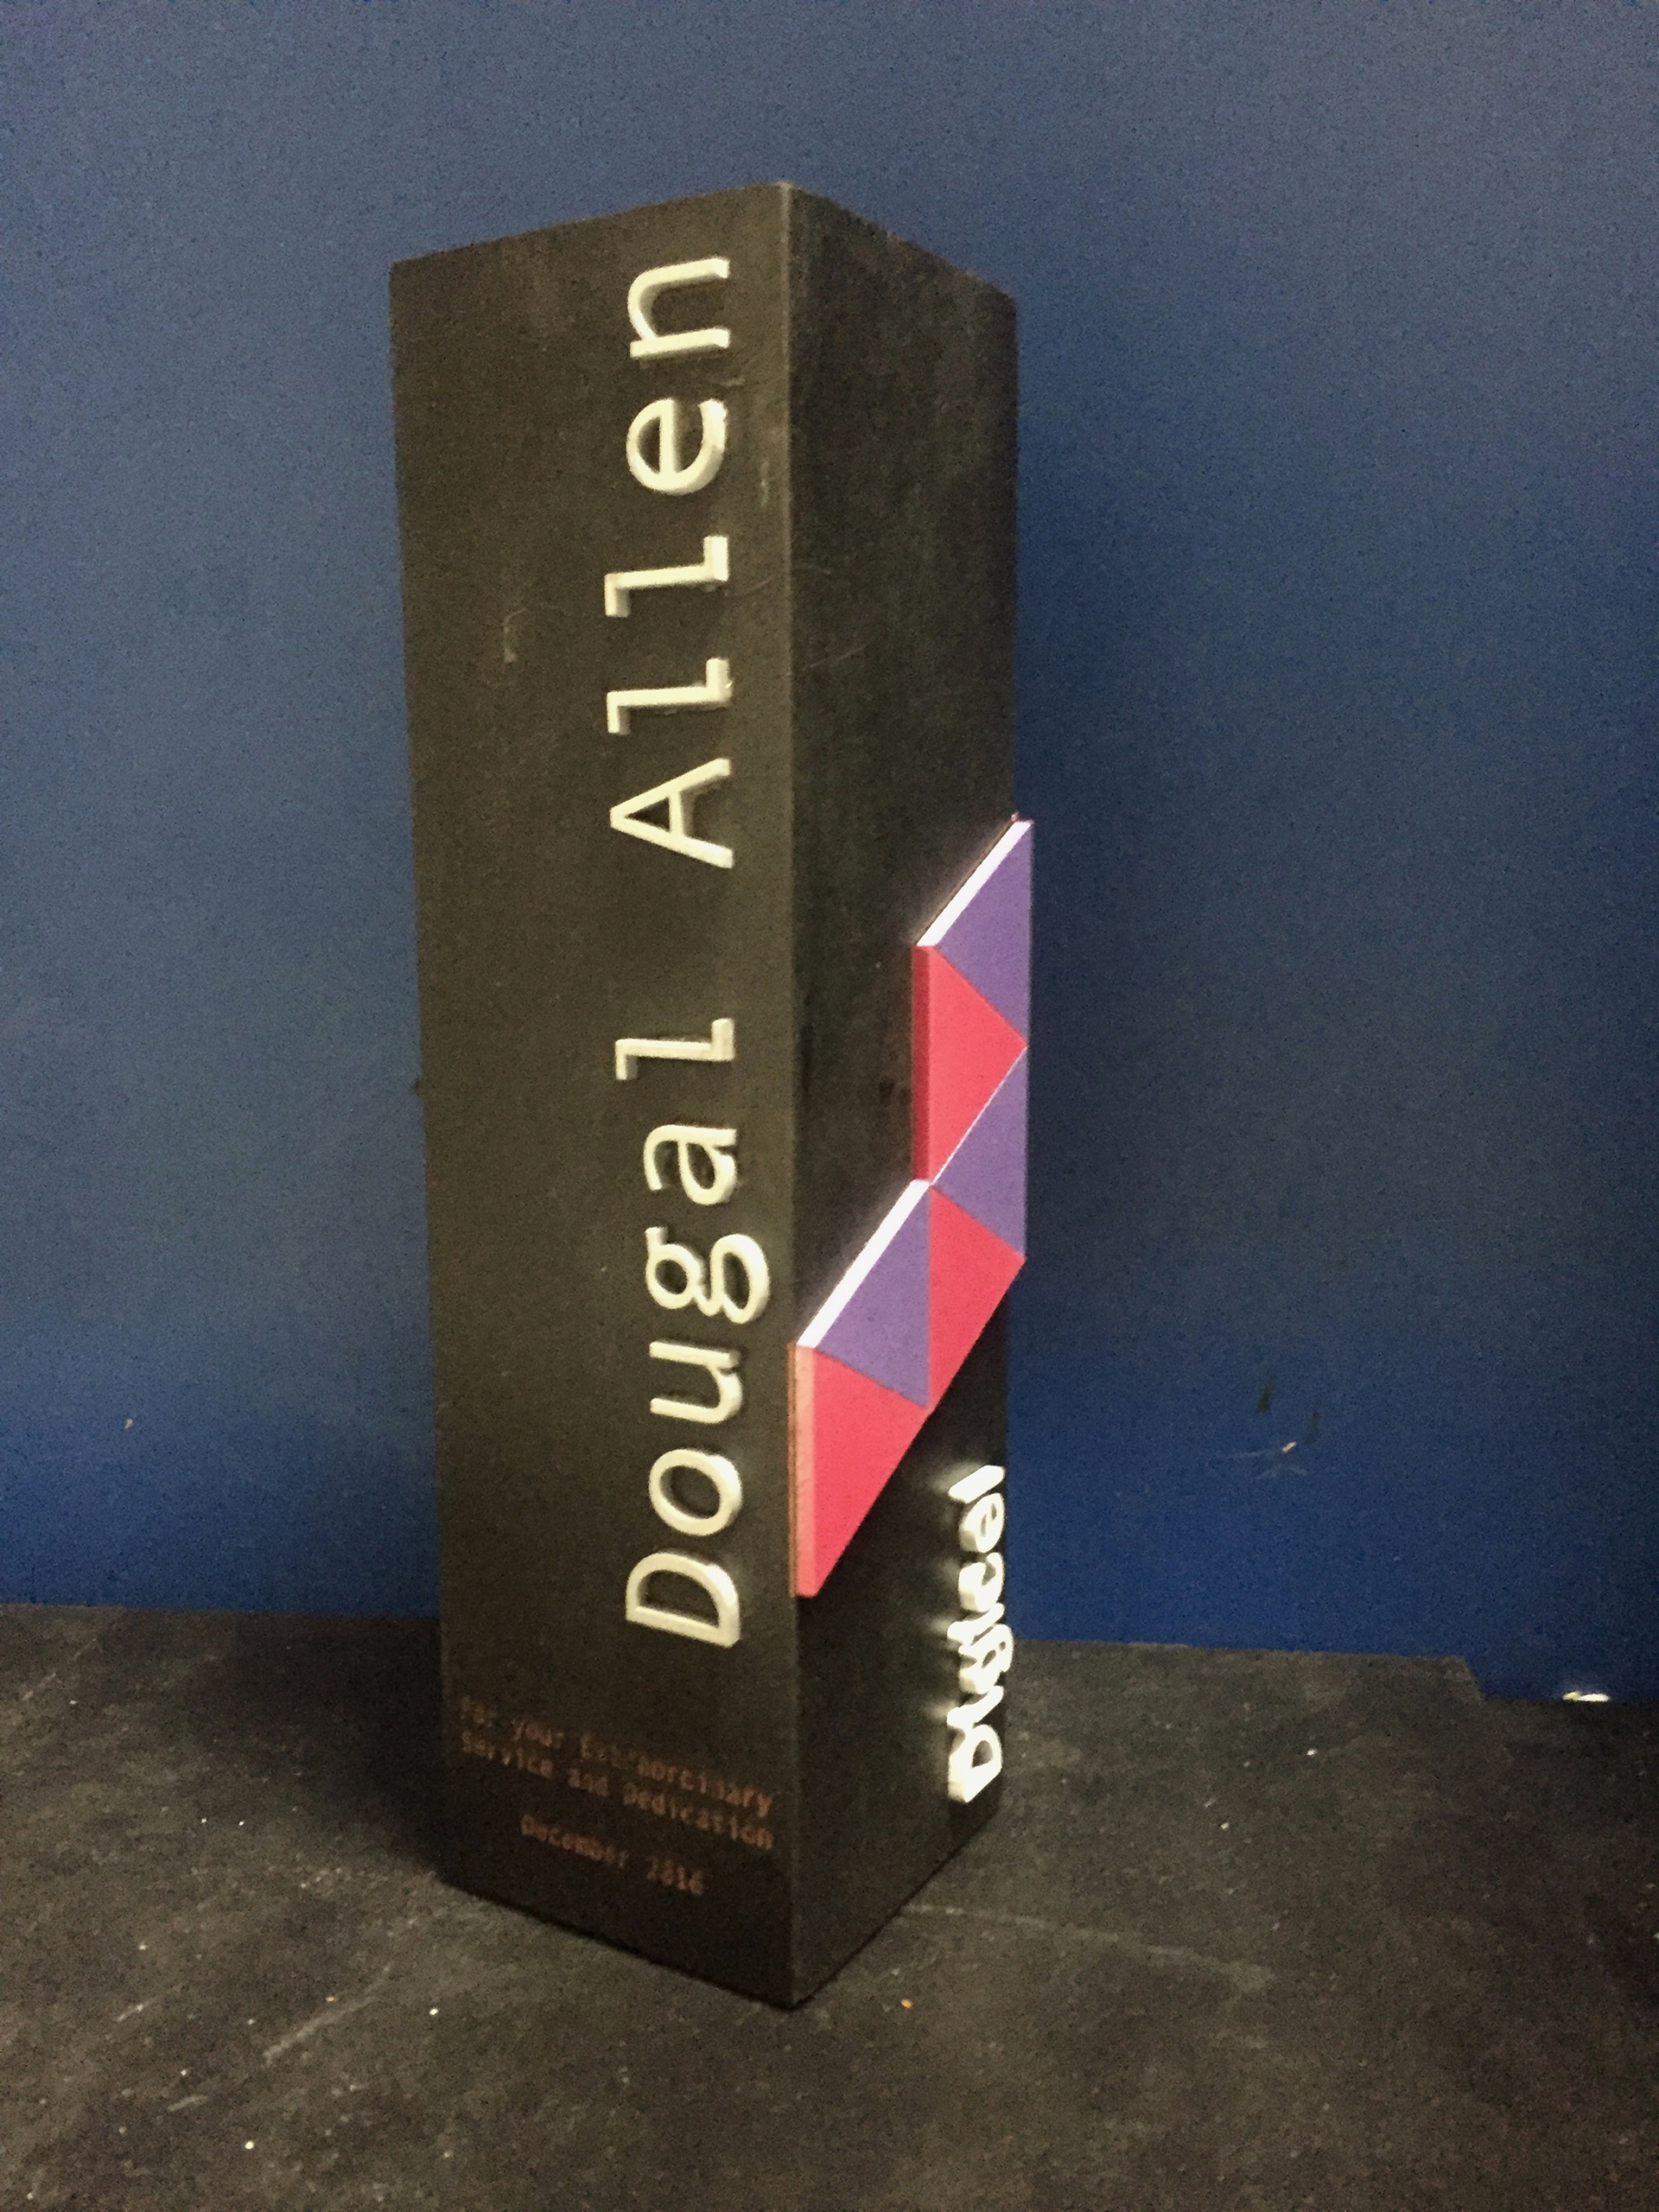 Dougal Allen
For your Extraordinary
Service and Dedication
December 2016
Digicel